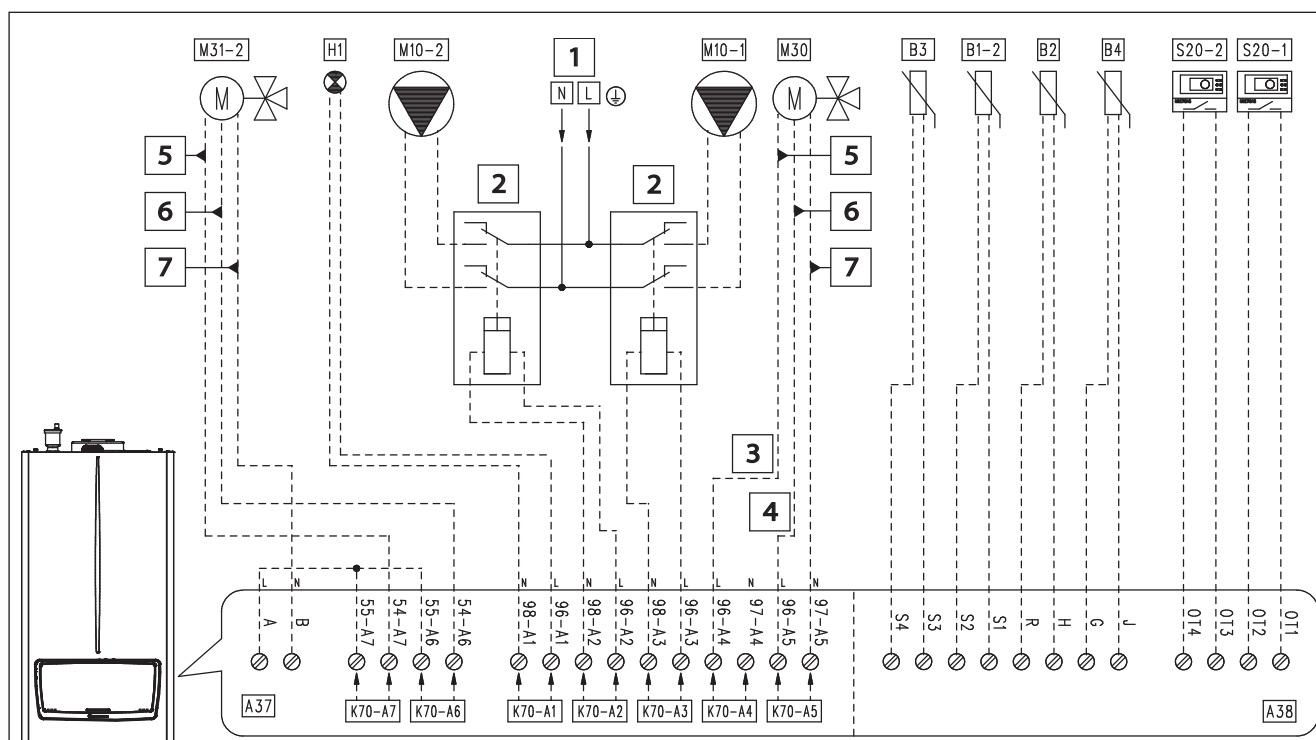 M31-2 H1 M10-2 1 M10-1 M30 B3 B1-2 B2 B4 S20-2 S20-1
N L
M M
5 5
2 2
6 6
7 7
3
4
L N N L N L N L L N L N
A B 55-A7 54-A7 55-A6 54-A6 98-A1 96-A1 98-A2 96-A2 98-A3 96-A3 96-A4 97-A4 96-A5 97-A5 S4 S3 S2 S1 R H G J OT4 OT3 OT2 OT1
A37 K70-A7 K70-A6 K70-A1 K70-A2 K70-A3 K70-A4 K70-A5 A38